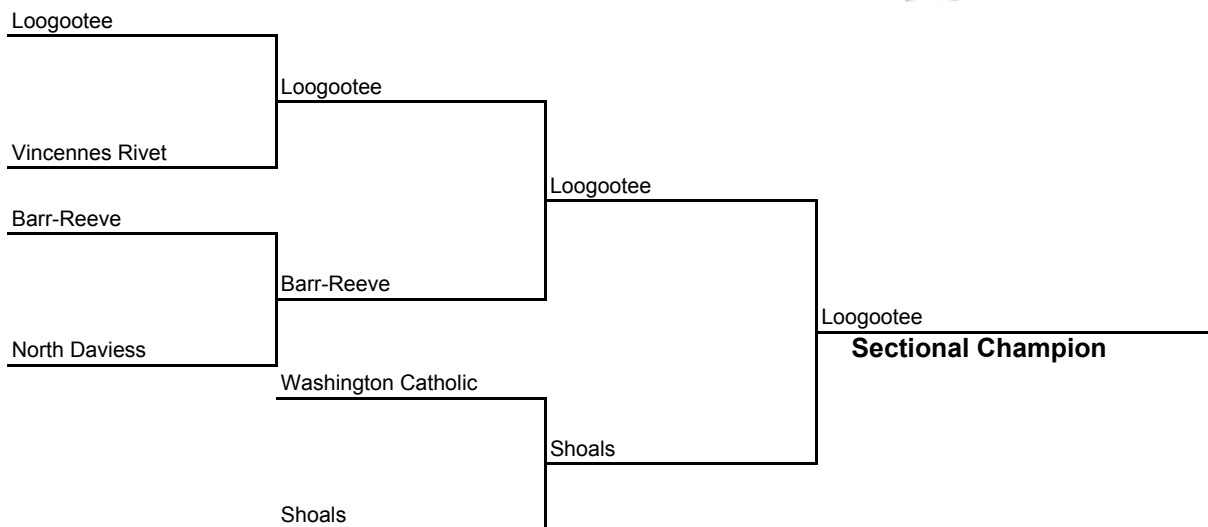 Loogootee
Loogootee
Vincennes Rivet
Loogootee
Barr-Reeve
Barr-Reeve
Loogootee
North Daviess
Sectional Champion
Washington Catholic
Shoals
Shoals